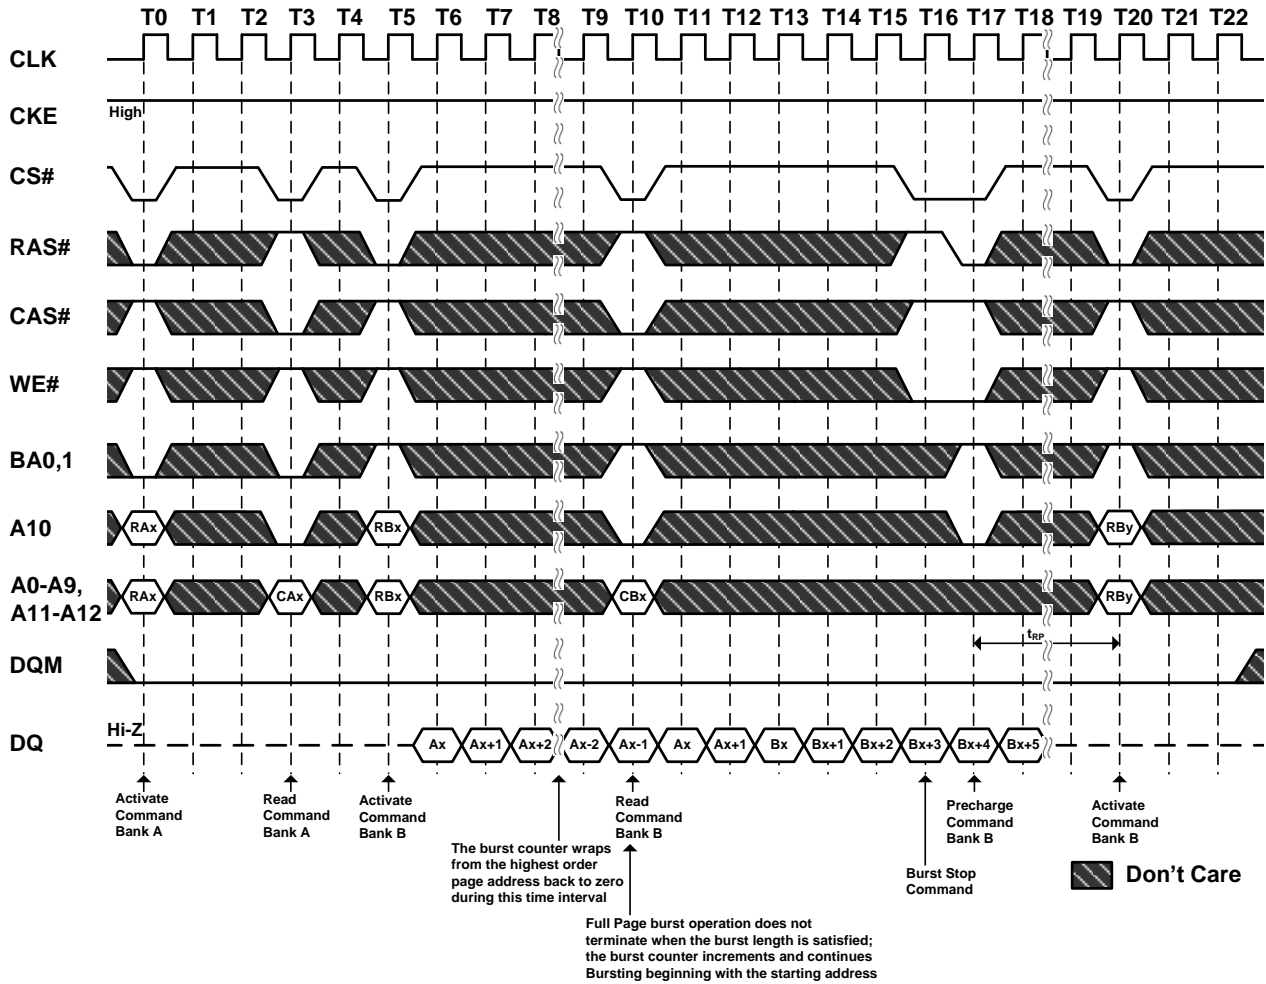 T0 T1 T2 T3 T4 T5 T6 T7 T8 T9 T10 T11 T12 T13 T14 T15 T16 T17 T18 T19 T20 T21 T22
CLK
CKE
High
CS#
RAS#
CAS#
WE#
BA0,1
A10
RAx RBx RBy
A0-A9,
A11-A12
RAx CAx RBx CBx RBy
tRP
DQM
Hi-Z
DQ
Ax Ax+1 Ax+2 Ax-2 Ax-1 Ax Ax+1 Bx Bx+1 Bx+2 Bx+3 Bx+4 Bx+5
Activate
Command
Bank A
Read
Command
Bank A
Activate
Command
Bank B
The burst counter wraps
from the highest order
page address back to zero
during this time interval
Read
Command
Bank B
Full Page burst operation does not
terminate when the burst length is satisfied;
the burst counter increments and continues
Bursting beginning with the starting address
Burst Stop
Command
Precharge
Command
Bank B
Activate
Command
Bank B
Don't Care